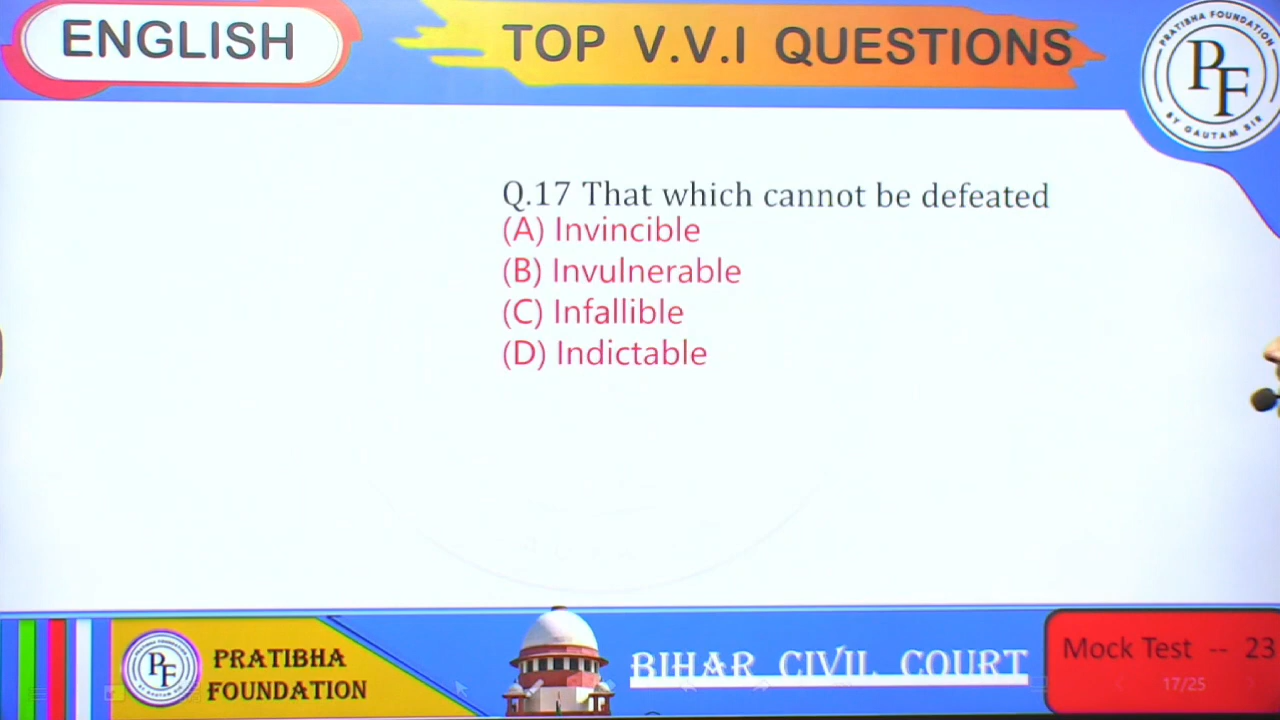 ENGLISH
TOP V.V.I QUESTIONS
PRATIBHA FOUNDATION
PF
BY GAUTAM SIR
Q.17 That which cannot be defeated
(A) Invincible
(B) Invulnerable
(C) Infallible
(D) Indictable
PF
PRATIBHA
FOUNDATION
BIHAR CIVIL COURT
Mock Test -- 23
17/25